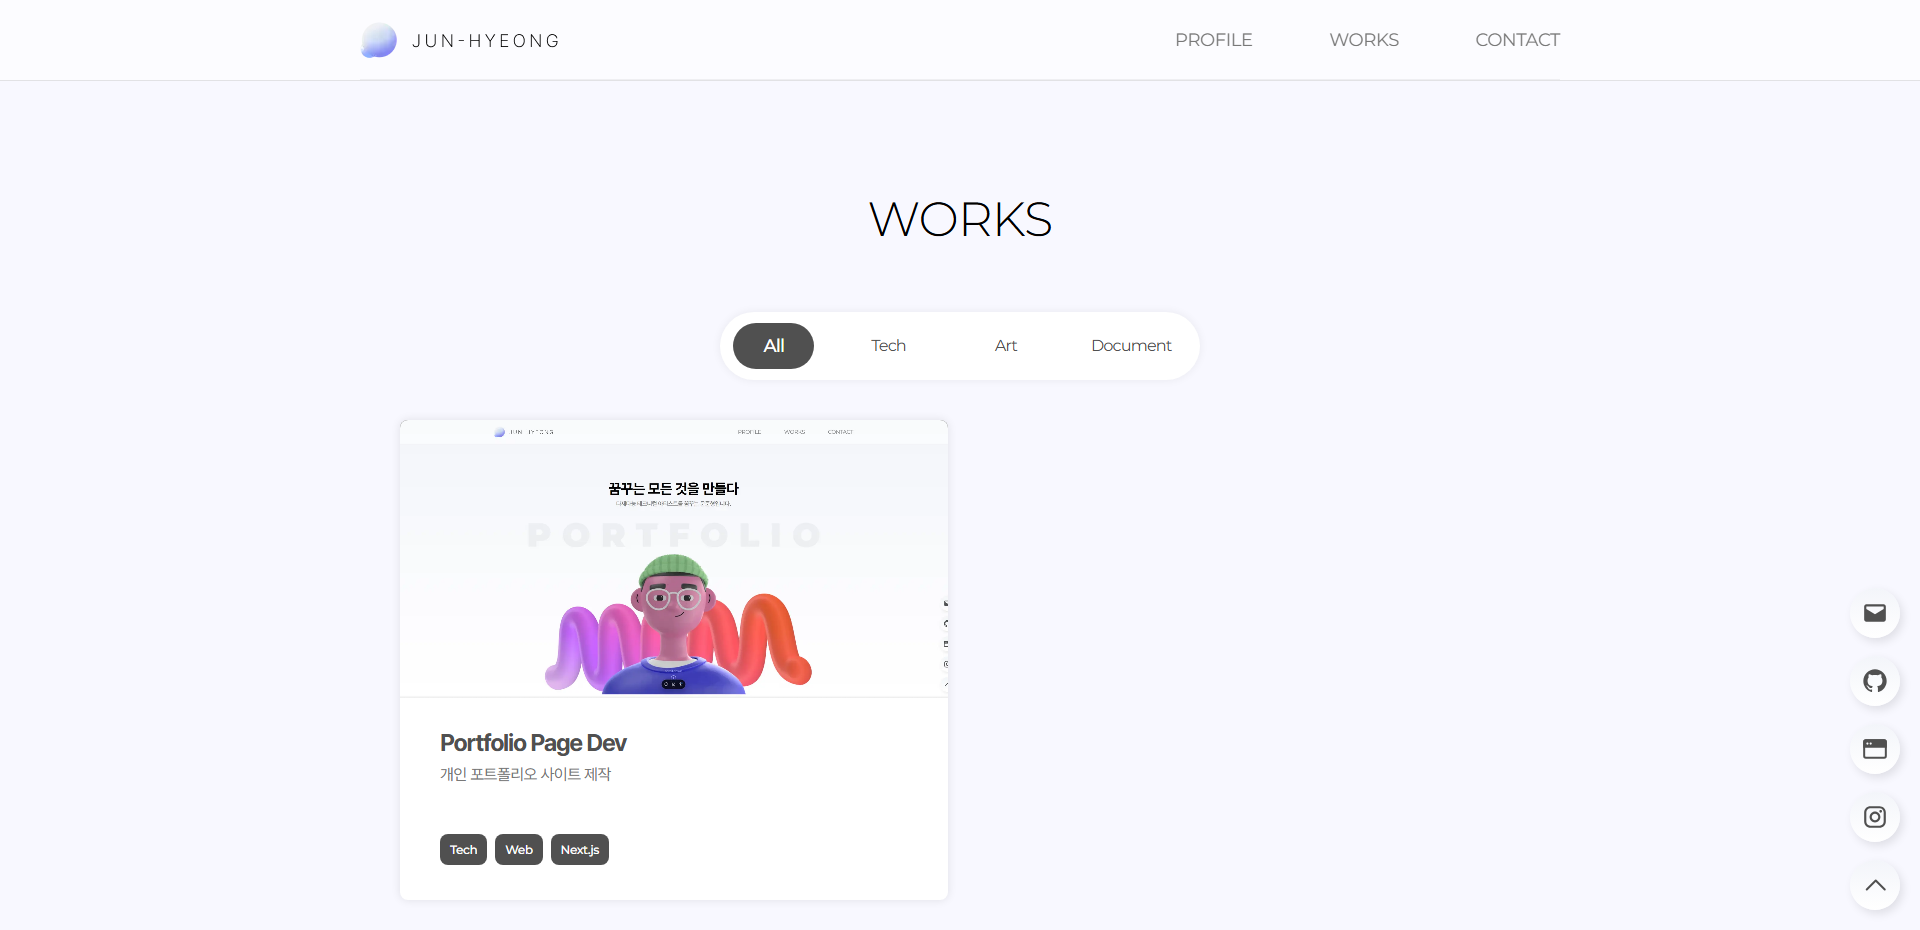 JUN-HYEONG
PROFILE
WORKS
CONTACT
WORKS
All
Tech
Art
Document
JUN-HYEONG
PROFILE
WORKS
CONTACT
꿈꾸는 모든 것을 만들다
PORTFOLIO
Portfolio Page Dev
개인 포트폴리오 사이트 제작
Tech
Web
Next.js